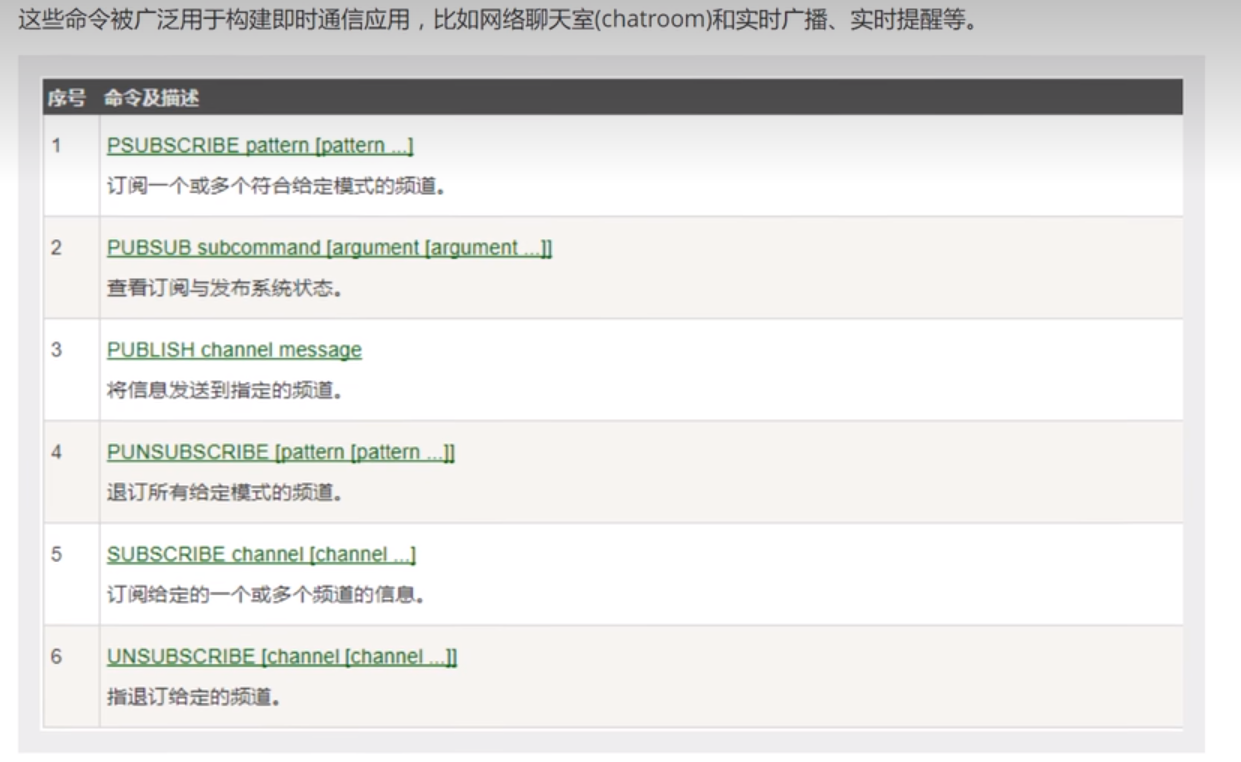 这些命令被广泛用于构建即时通信应用，比如网络聊天室(chatroom)和实时广播、实时提醒等。
序号 命令及描述
1 PSUBSCRIBE pattern [pattern ...]
订阅一个或多个符合给定模式的频道。
2 PUBSUB subcommand [argument [argument ...]]
查看订阅与发布系统状态。
3 PUBLISH channel message
将信息发送到指定的频道。
4 PUNSUBSCRIBE [pattern [pattern ...]]
退订所有给定模式的频道。
5 SUBSCRIBE channel [channel ...]
订阅给定的一个或多个频道的信息。
6 UNSUBSCRIBE [channel [channel ...]]
指退订给定的频道。